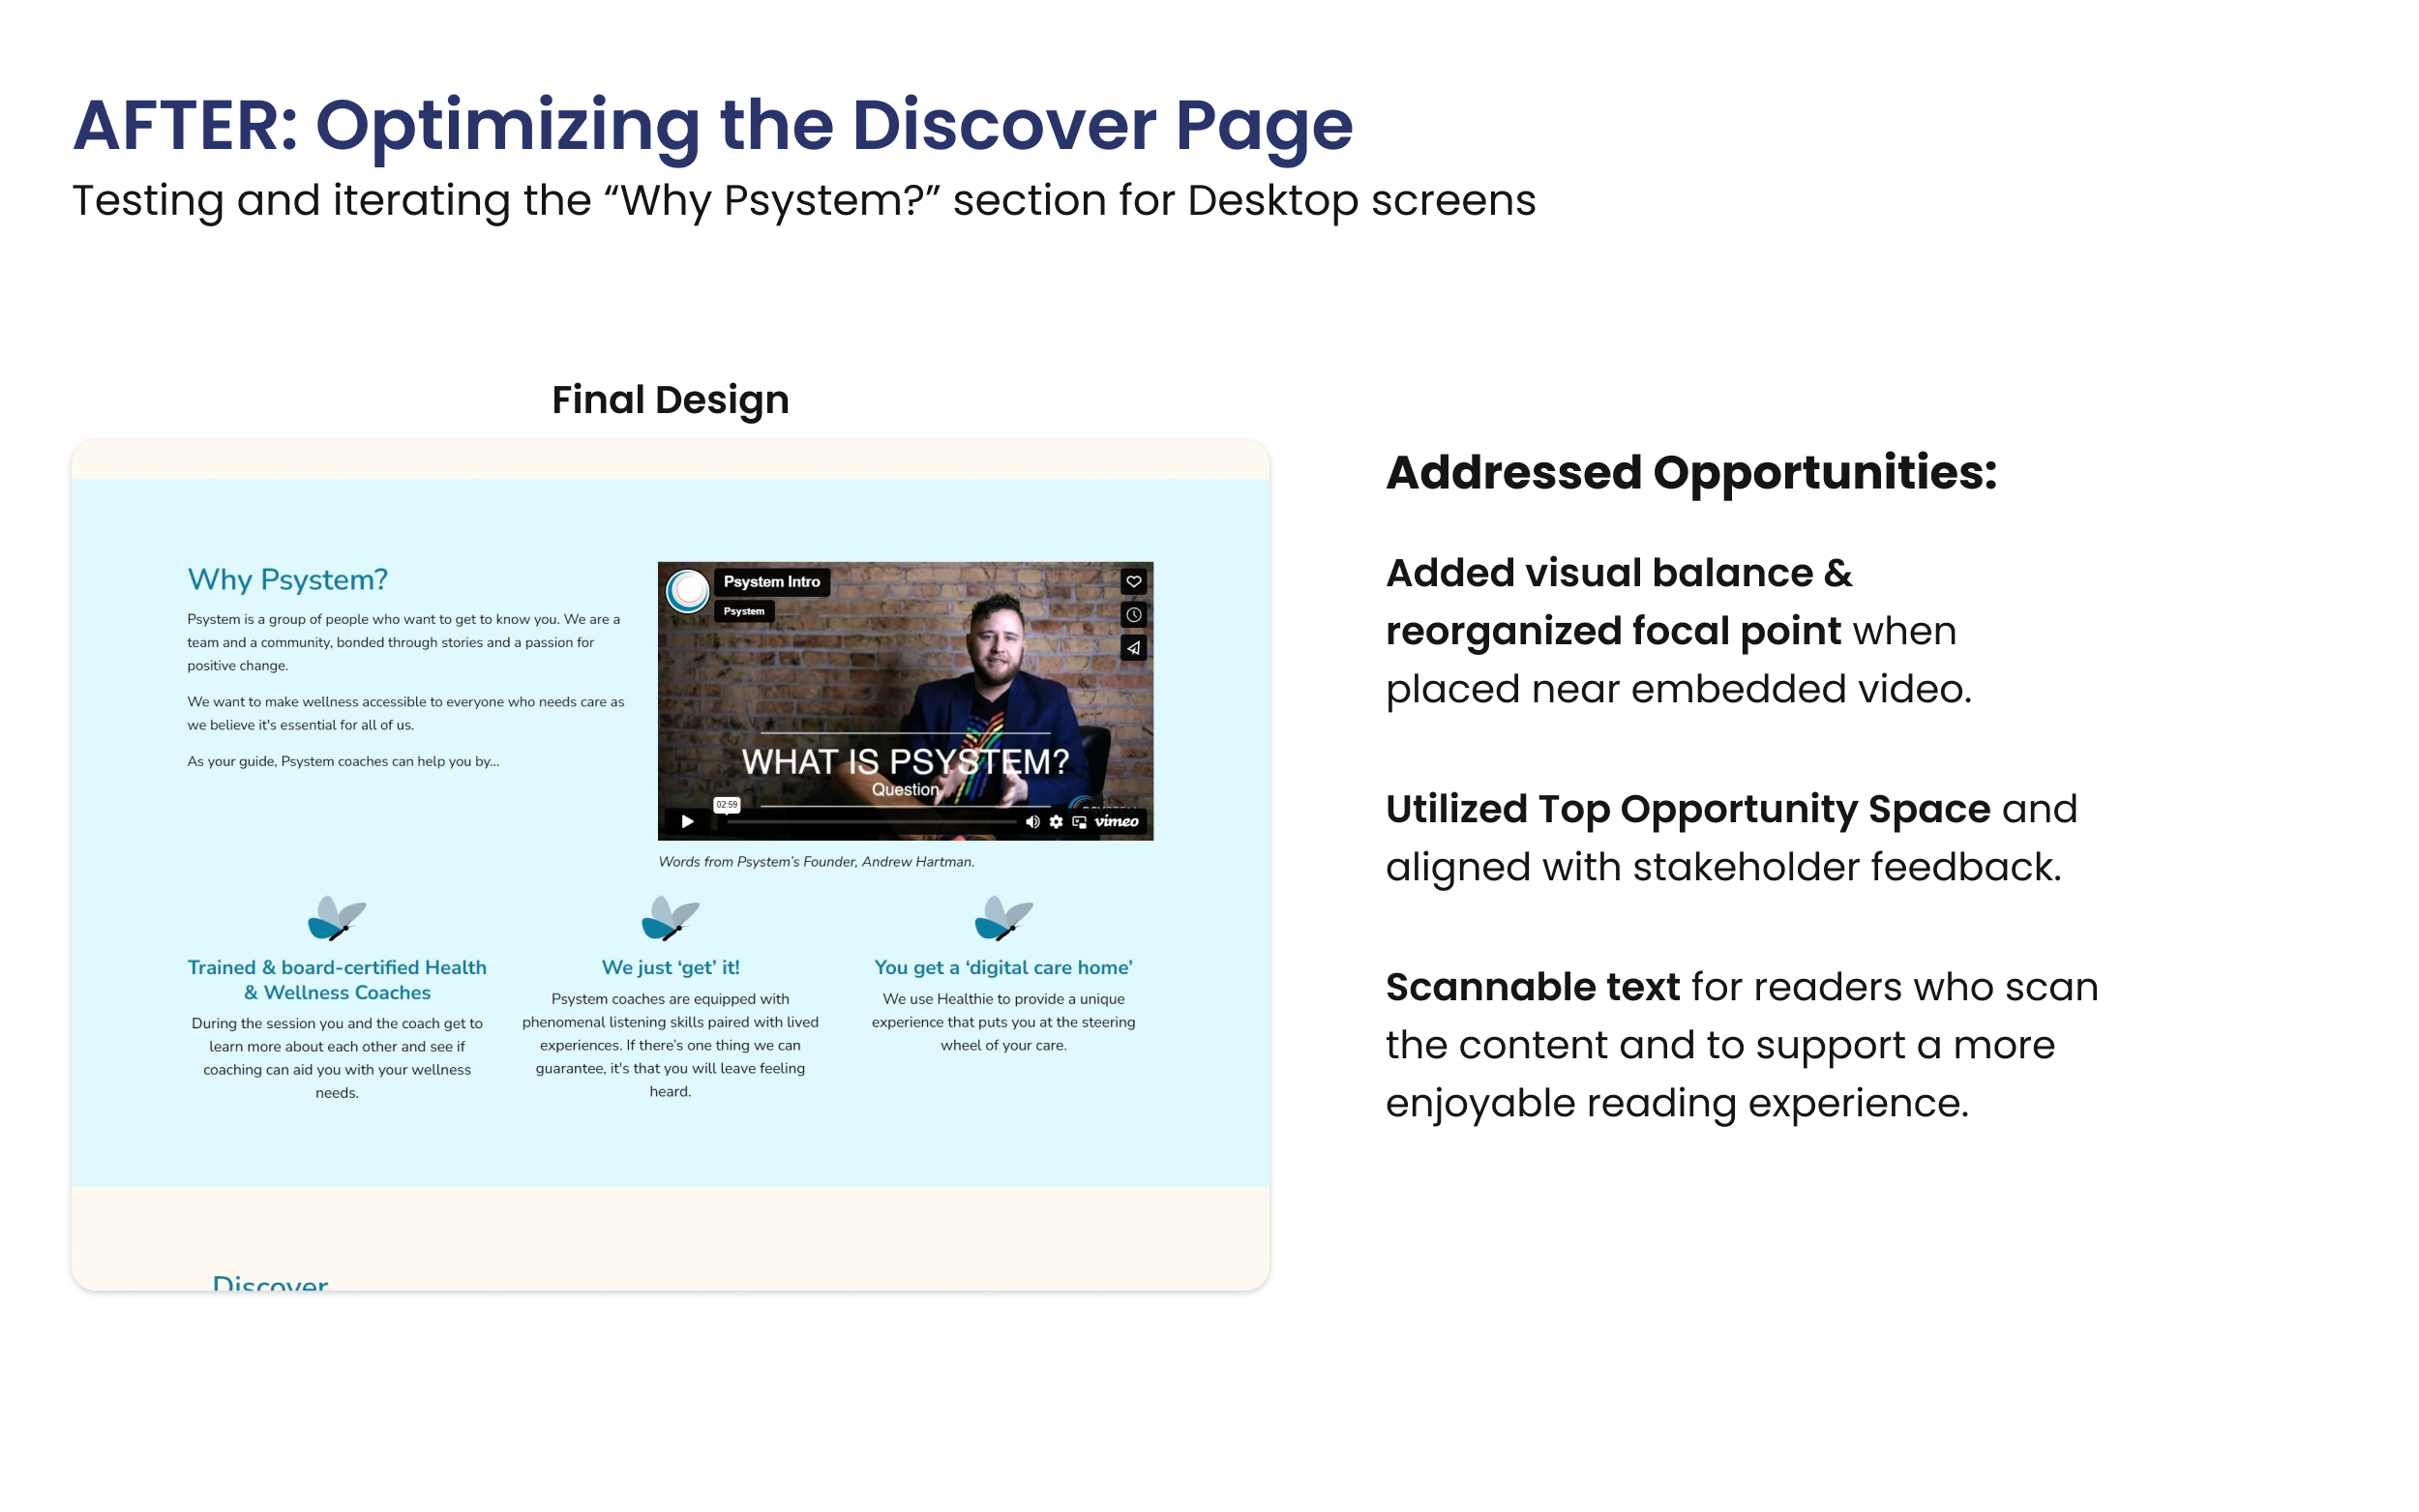 AFTER: Optimizing the Discover Page
Testing and iterating the “Why Psystem?” section for Desktop screens
Final Design
Why Psystem?
Psystem is a group of people who want to get to know you. We are a
team and a community, bonded through stories and a passion for
positive change.
We want to make wellness accessible to everyone who needs care as
we believe it's essential for all of us.
As your guide, Psystem coaches can help you by...
Psystem Intro
Psystem
WHAT IS PSYSTEM?
Question
02:59
vimeo
Words from Psystem’s Founder, Andrew Hartman.
Trained & board-certified Health
& Wellness Coaches
During the session you and the coach get to
learn more about each other and see if
coaching can aid you with your wellness
needs.
We just ‘get’ it!
Psystem coaches are equipped with
phenomenal listening skills paired with lived
experiences. If there’s one thing we can
guarantee, it's that you will leave feeling
heard.
You get a ‘digital care home’
We use Healthie to provide a unique
experience that puts you at the steering
wheel of your care.
Discover
Addressed Opportunities:
Added visual balance &
reorganized focal point when
placed near embedded video.
Utilized Top Opportunity Space and
aligned with stakeholder feedback.
Scannable text for readers who scan
the content and to support a more
enjoyable reading experience.